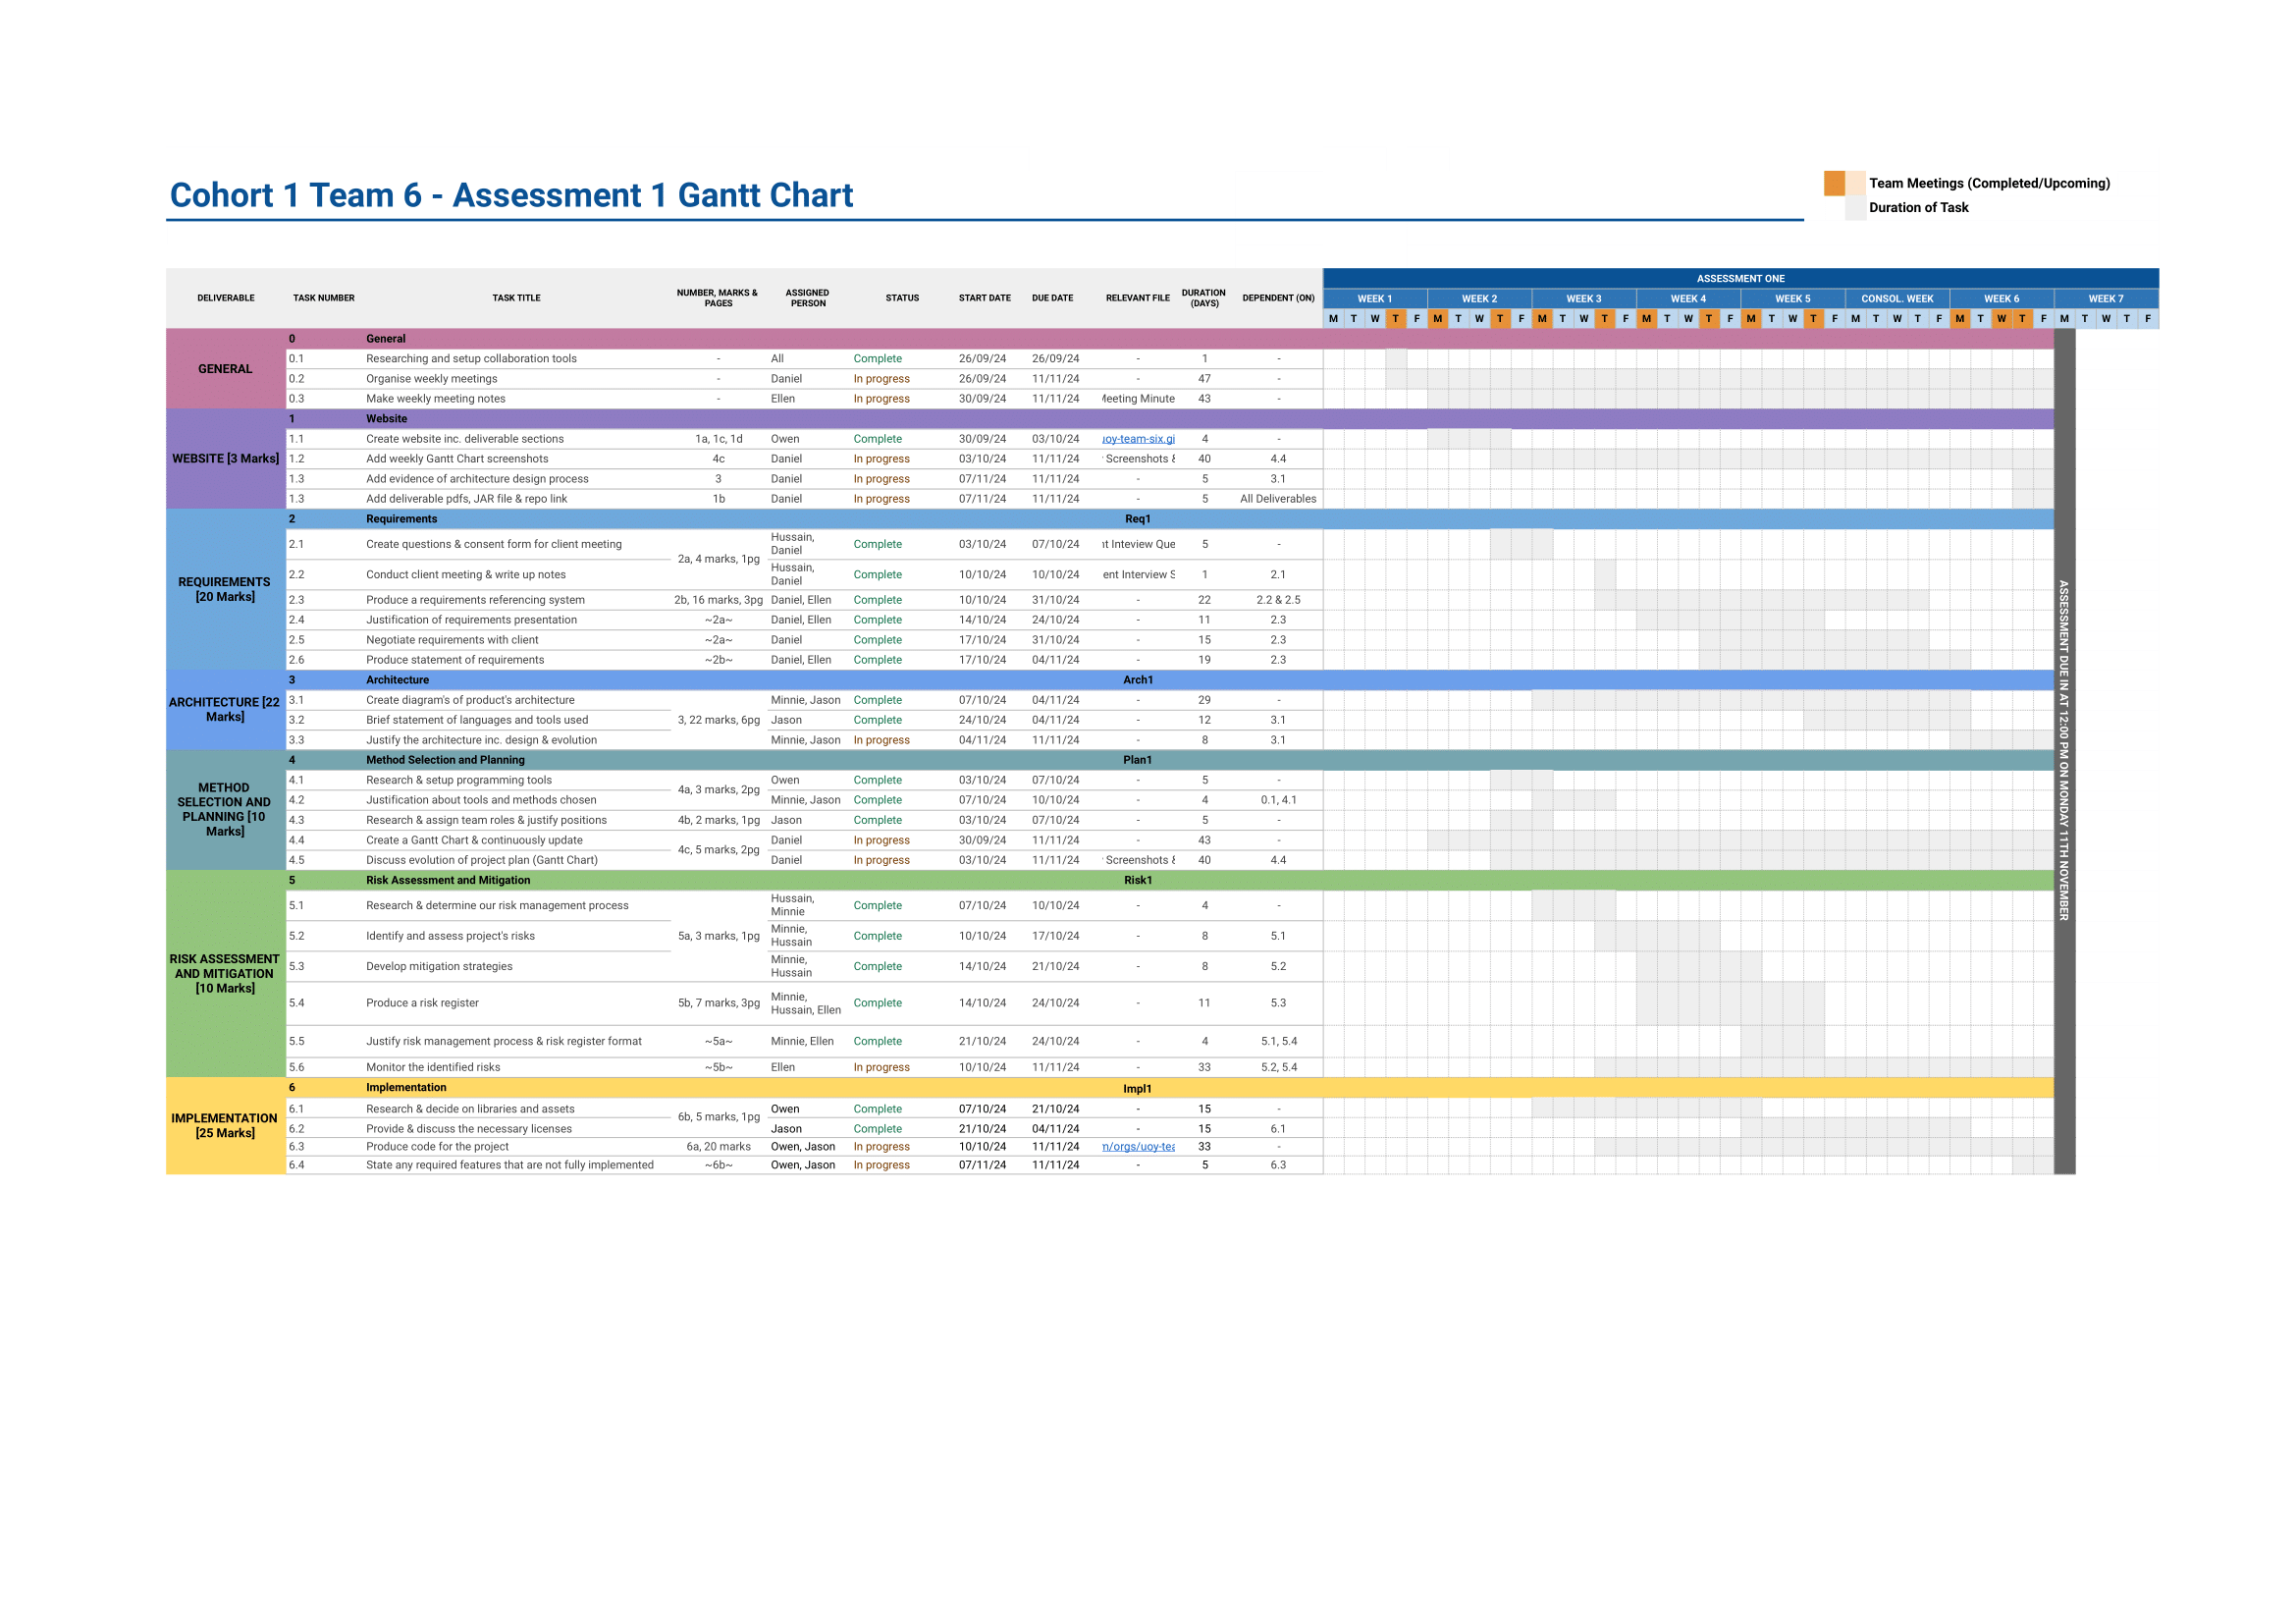 Cohort 1 Team 6 - Assessment 1 Gantt Chart
Team Meetings (Completed/Upcoming)
Duration of Task
DELIVERABLE TASK NUMBER TASK TITLE NUMBER, MARKS & PAGES ASSIGNED PERSON STATUS START DATE DUE DATE RELEVANT FILE DURATION (DAYS) DEPENDENT (ON)
ASSESSMENT ONE
WEEK 1 WEEK 2 WEEK 3 WEEK 4 WEEK 5 CONSOL. WEEK WEEK 6 WEEK 7
M T W T F M T W T F M T W T F M T W T F M T W T F M T W T F M T W T F M T W T F
GENERAL
0 General
0.1 Researching and setup collaboration tools - All Complete 26/09/24 26/09/24 - 1 -
0.2 Organise weekly meetings - Daniel In progress 26/09/24 11/11/24 - 47 -
0.3 Make weekly meeting notes - Ellen In progress 30/09/24 11/11/24 Meeting Minute 43 -
WEBSITE [3 Marks]
1 Website
1.1 Create website inc. deliverable sections 1a, 1c, 1d Owen Complete 30/09/24 03/10/24 uoy-team-six.gi 4 -
1.2 Add weekly Gantt Chart screenshots 4c Daniel In progress 03/10/24 11/11/24 Screenshots & 40 4.4
1.3 Add evidence of architecture design process 3 Daniel In progress 07/11/24 11/11/24 - 5 3.1
1.3 Add deliverable pdfs, JAR file & repo link 1b Daniel In progress 07/11/24 11/11/24 - 5 All Deliverables
REQUIREMENTS [20 Marks]
2 Requirements Req1
2.1 Create questions & consent form for client meeting 2a, 4 marks, 1pg Hussain, Daniel Complete 03/10/24 07/10/24 nt Inteview Que 5 -
2.2 Conduct client meeting & write up notes Hussain, Daniel Complete 10/10/24 10/10/24 ent Interview S 1 2.1
2.3 Produce a requirements referencing system 2b, 16 marks, 3pg Daniel, Ellen Complete 10/10/24 31/10/24 - 22 2.2 & 2.5
2.4 Justification of requirements presentation ~2a~ Daniel, Ellen Complete 14/10/24 24/10/24 - 11 2.3
2.5 Negotiate requirements with client ~2a~ Daniel Complete 17/10/24 31/10/24 - 15 2.3
2.6 Produce statement of requirements ~2b~ Daniel, Ellen Complete 17/10/24 04/11/24 - 19 2.3
ARCHITECTURE [22 Marks]
3 Architecture Arch1
3.1 Create diagram's of product's architecture Minnie, Jason Complete 07/10/24 04/11/24 - 29 -
3.2 Brief statement of languages and tools used 3, 22 marks, 6pg Jason Complete 24/10/24 04/11/24 - 12 3.1
3.3 Justify the architecture inc. design & evolution Minnie, Jason In progress 04/11/24 11/11/24 - 8 3.1
METHOD SELECTION AND PLANNING [10 Marks]
4 Method Selection and Planning Plan1
4.1 Research & setup programming tools 4a, 3 marks, 2pg Owen Complete 03/10/24 07/10/24 - 5 -
4.2 Justification about tools and methods chosen Minnie, Jason Complete 07/10/24 10/10/24 - 4 0.1, 4.1
4.3 Research & assign team roles & justify positions 4b, 2 marks, 1pg Jason Complete 03/10/24 07/10/24 - 5 -
4.4 Create a Gantt Chart & continuously update 4c, 5 marks, 2pg Daniel In progress 30/09/24 11/11/24 - 43 -
4.5 Discuss evolution of project plan (Gantt Chart) Daniel In progress 03/10/24 11/11/24 Screenshots & 40 4.4
RISK ASSESSMENT AND MITIGATION [10 Marks]
5 Risk Assessment and Mitigation Risk1
5.1 Research & determine our risk management process Hussain, Minnie Complete 07/10/24 10/10/24 - 4 -
5.2 Identify and assess project's risks 5a, 3 marks, 1pg Minnie, Hussain Complete 10/10/24 17/10/24 - 8 5.1
5.3 Develop mitigation strategies Minnie, Hussain Complete 14/10/24 21/10/24 - 8 5.2
5.4 Produce a risk register 5b, 7 marks, 3pg Minnie, Hussain, Ellen Complete 14/10/24 24/10/24 - 11 5.3
5.5 Justify risk management process & risk register format ~5a~ Minnie, Ellen Complete 21/10/24 24/10/24 - 4 5.1, 5.4
5.6 Monitor the identified risks ~5b~ Ellen In progress 10/10/24 11/11/24 - 33 5.2, 5.4
IMPLEMENTATION [25 Marks]
6 Implementation Impl1
6.1 Research & decide on libraries and assets 6b, 5 marks, 1pg Owen Complete 07/10/24 21/10/24 - 15 -
6.2 Provide & discuss the necessary licenses Jason Complete 21/10/24 04/11/24 - 15 6.1
6.3 Produce code for the project 6a, 20 marks Owen, Jason In progress 10/10/24 11/11/24 m/orgs/uoy-tea 33 -
6.4 State any required features that are not fully implemented ~6b~ Owen, Jason In progress 07/11/24 11/11/24 - 5 6.3
ASSESSMENT DUE IN AT 12:00 PM ON MONDAY 11TH NOVEMBER